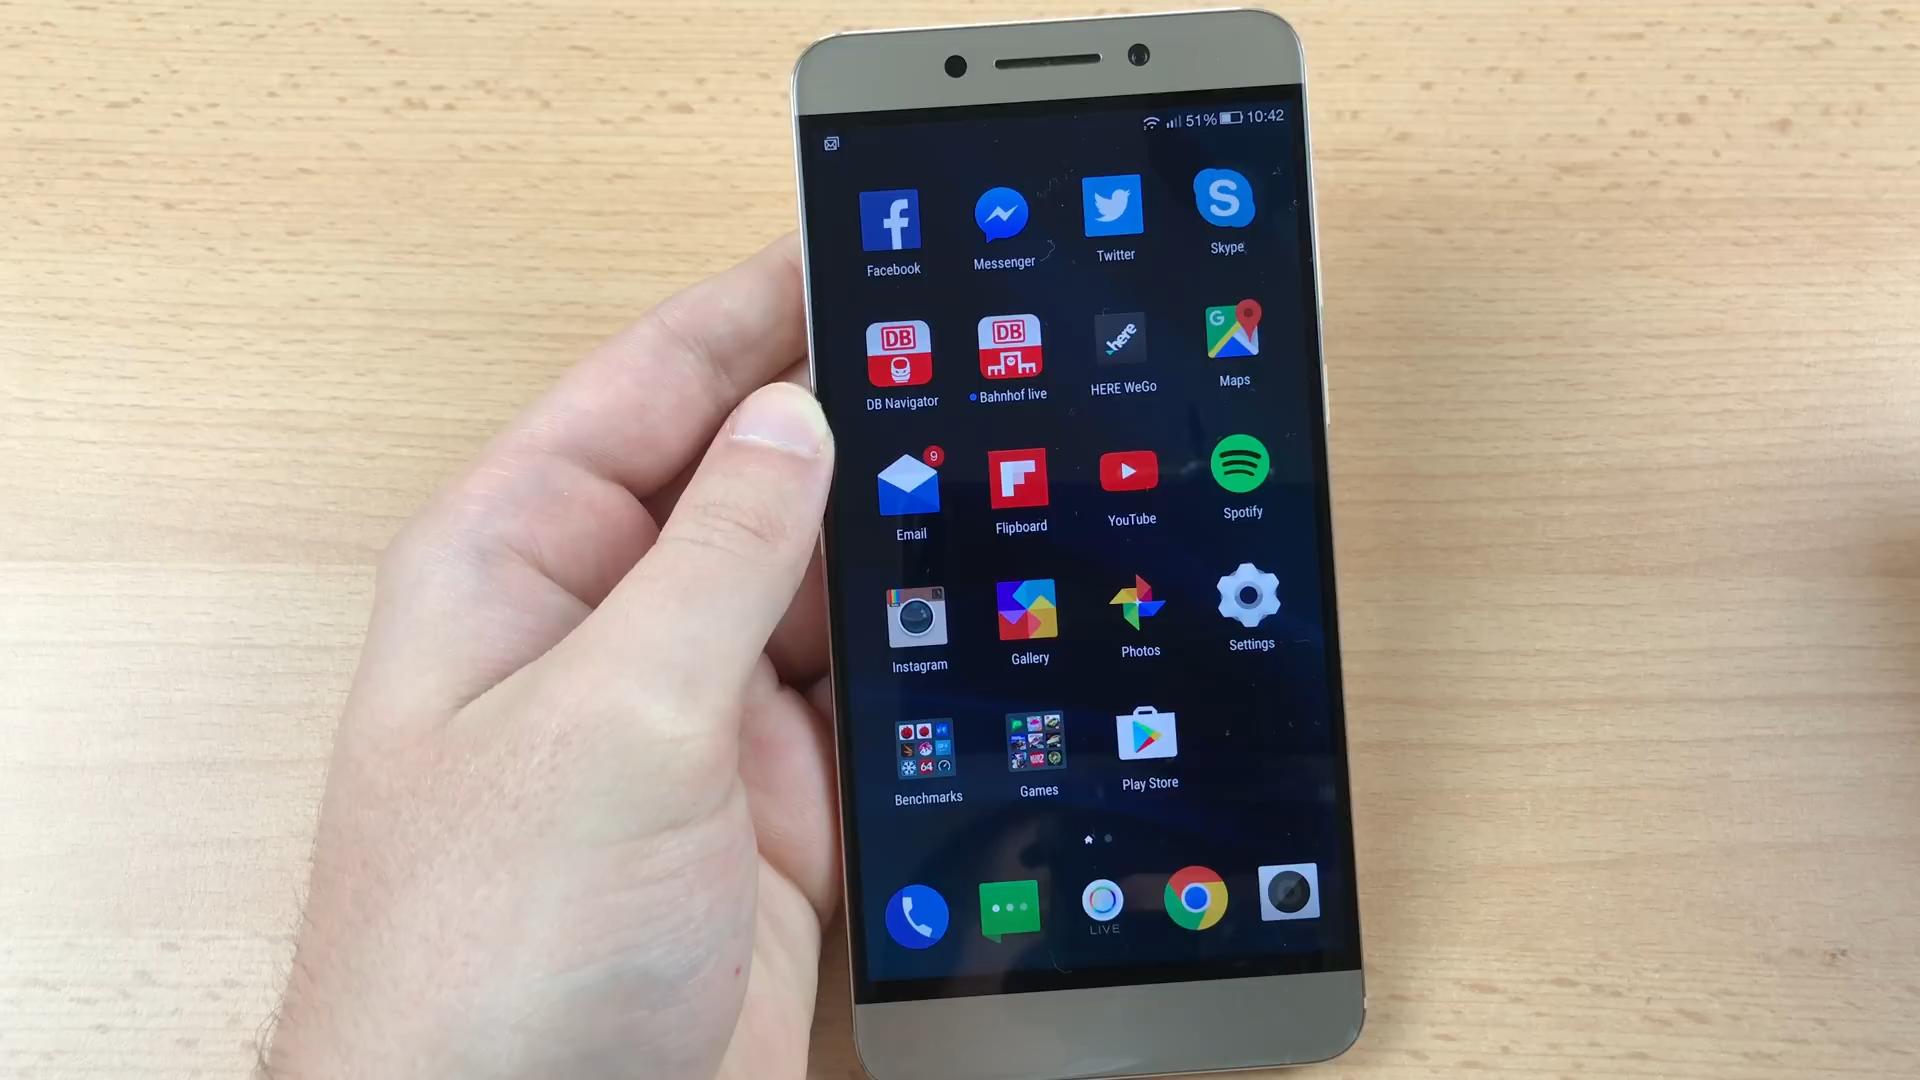 51% 10:42
Facebook Messenger Twitter Skype
DB DB here G
DB Navigator Bahnhof live HERE WeGo Maps
9
Email Flipboard YouTube Spotify
Instagram Gallery Photos Settings
64
Benchmarks Games Play Store
LIVE